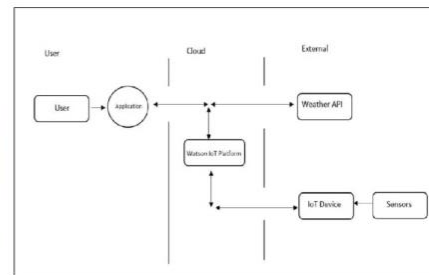 User
Cloud
External
User
Application
Weather API
Watson IoT Platform
IoT Device
Sensors